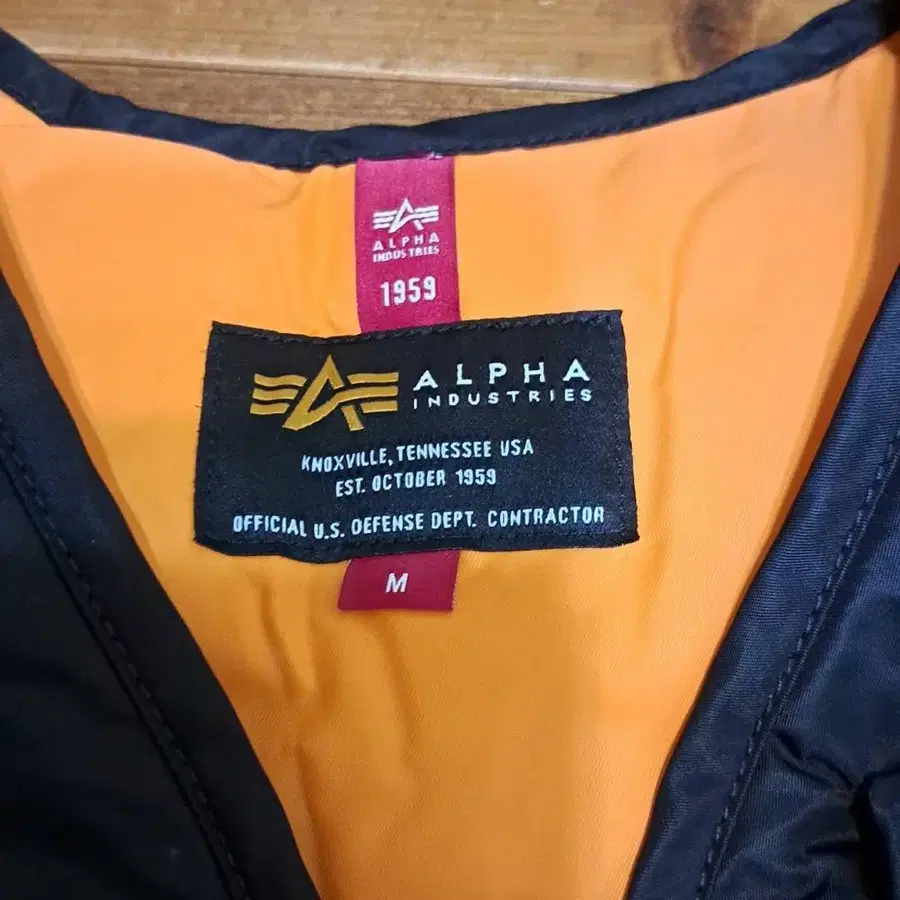 ALPHA
INDUSTRIES
1959
ALPHA
INDUSTRIES
KNOXVILLE, TENNESSEE USA
EST. OCTOBER 1959
OFFICIAL U.S. DEFENSE DEPT. CONTRACTOR
M